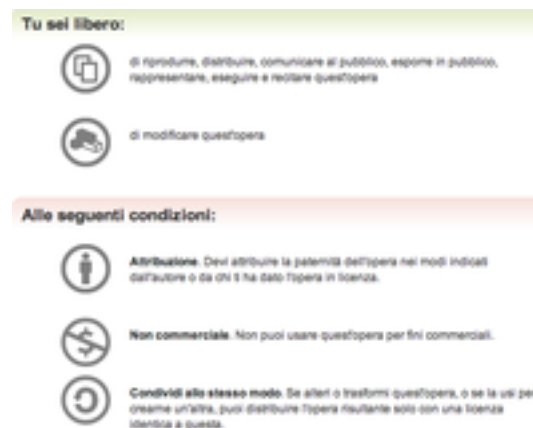 Tu sei libero:
di riprodurre, distribuire, comunicare al pubblico, esporre in pubblico,
rappresentare, eseguire e recitare quest'opera
di modificare quest'opera
Alle seguenti condizioni:
Attribuzione. Devi attribuire la paternità dell'opera nei modi indicati
dall'autore o da chi ti ha dato l'opera in licenza.
Non commerciale. Non puoi usare quest'opera per fini commerciali.
Condividi allo stesso modo. Se alteri o trasformi quest'opera, o se la usi per
crearne un'altra, puoi distribuire l'opera risultante solo con una licenza
identica a questa.